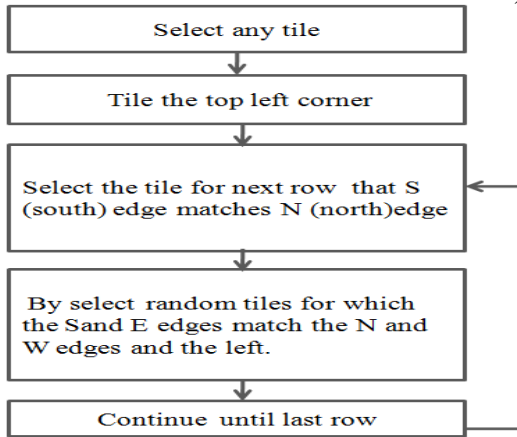 Select any tile
Tile the top left corner
Select the tile for next row that S
(south) edge matches N (north)edge
By select random tiles for which
the Sand E edges match the N and
W edges and the left.
Continue until last row